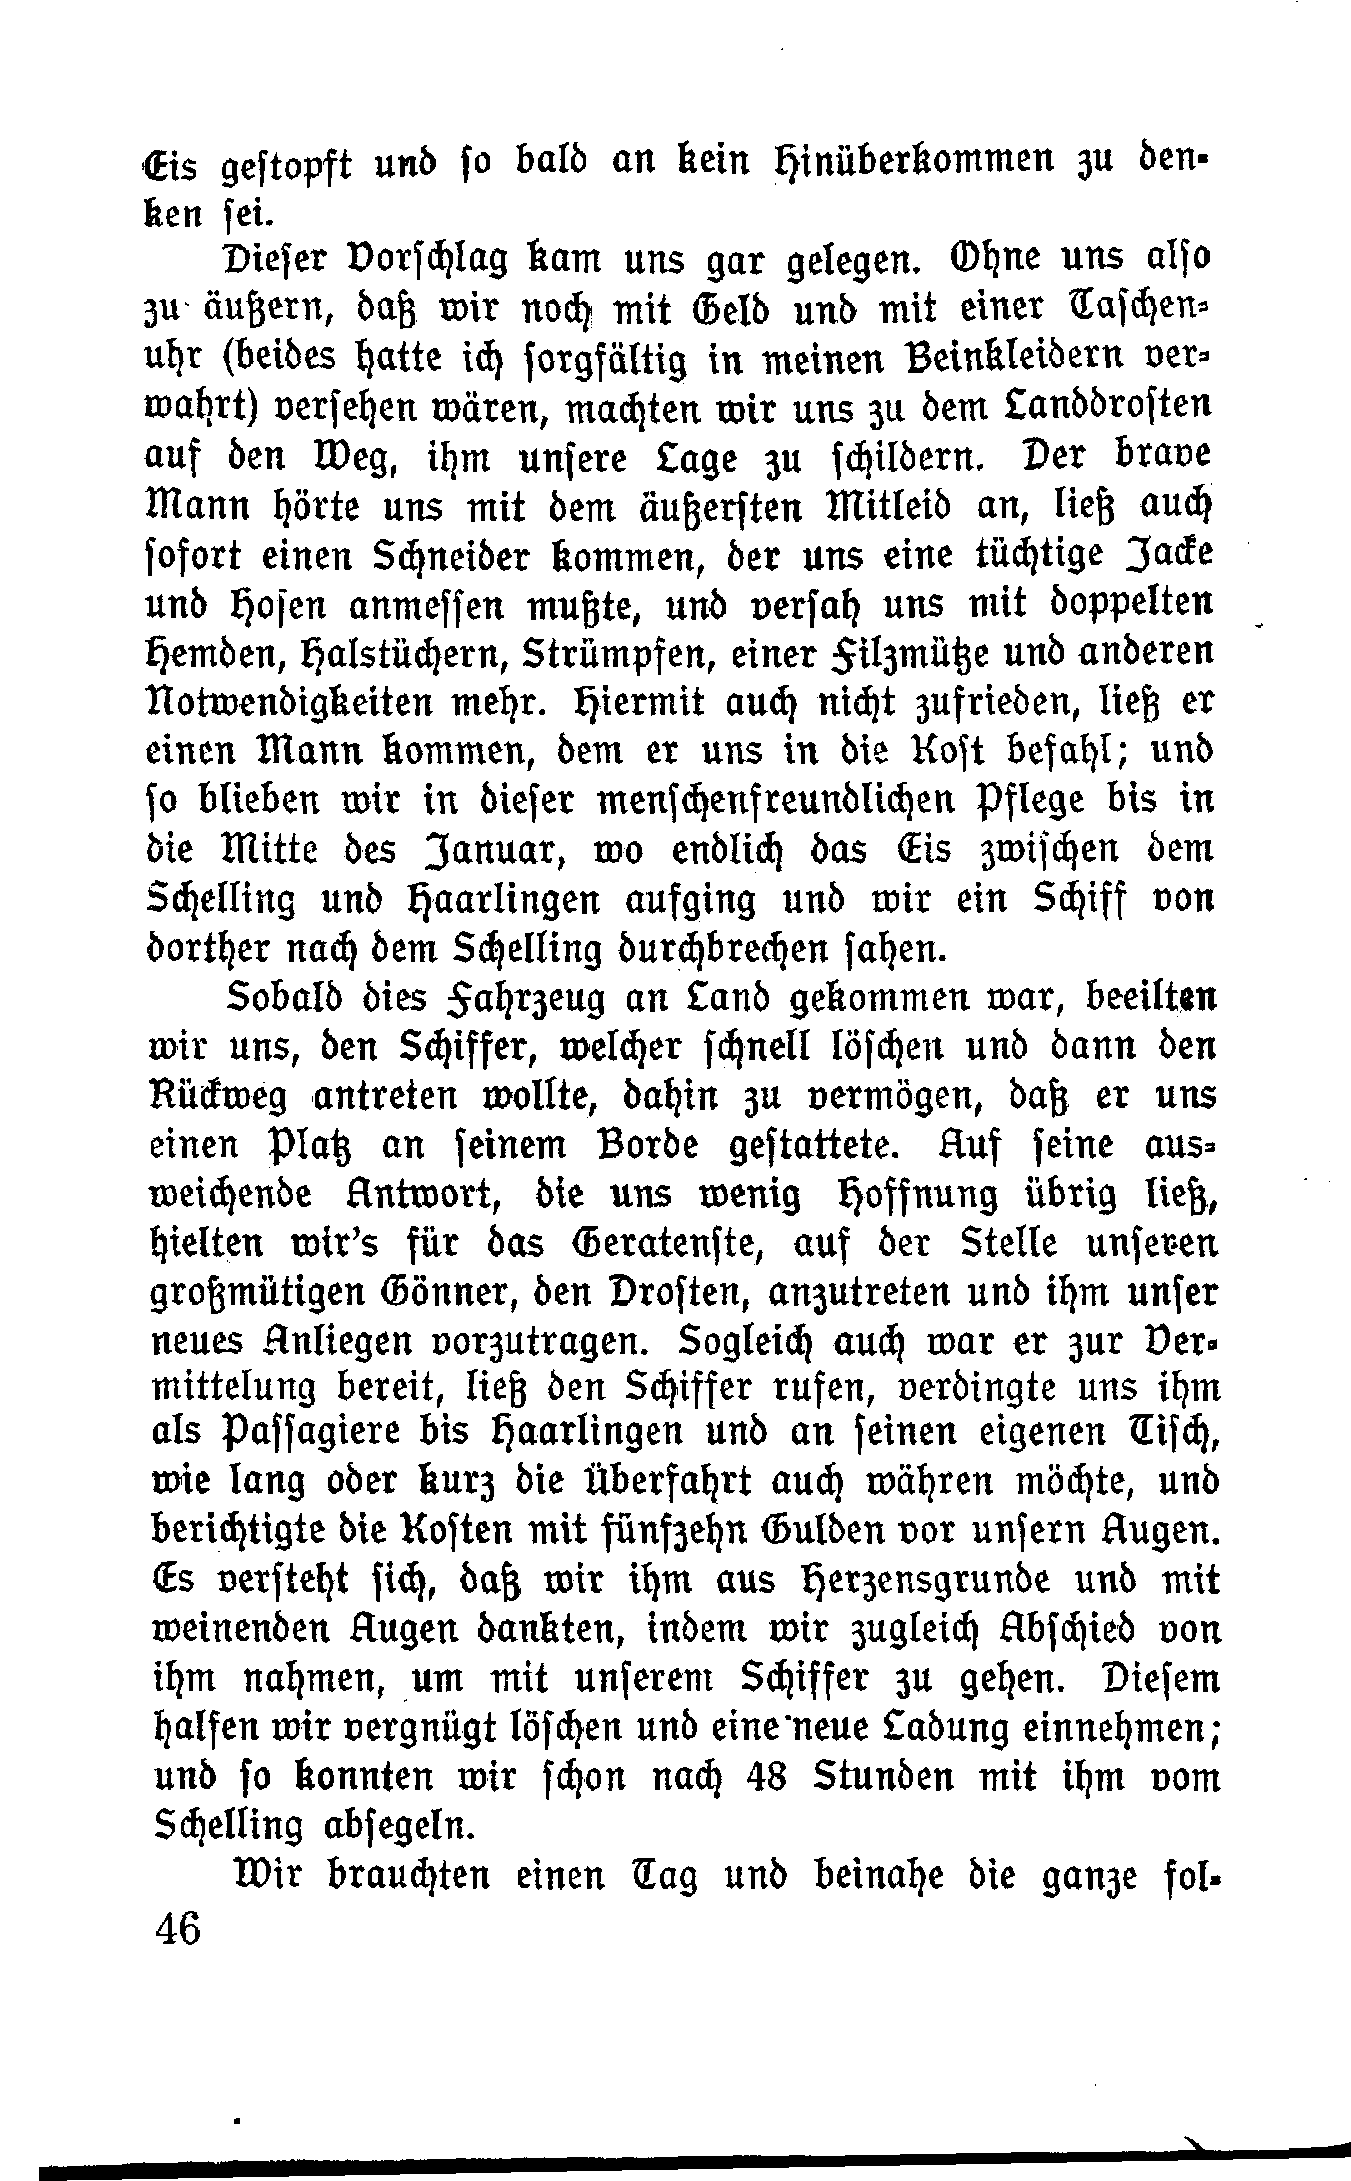 Eis gestopft und so bald an kein Hinüberkommen zu den-
ken sei.
Dieser Vorschlag kam uns gar gelegen. Ohne uns also
zu äußern, daß wir noch mit Geld und mit einer Taschen-
uhr (beides hatte ich sorgfältig in meinen Beinkleidern ver-
wahrt) versehen wären, machten wir uns zu dem Landdrosten
auf den Weg, ihm unsere Lage zu schildern. Der brave
Mann hörte uns mit dem äußersten Mitleid an, ließ auch
sofort einen Schneider kommen, der uns eine tüchtige Jacke
und Hosen anmessen mußte, und versah uns mit doppelten
Hemden, Halstüchern, Strümpfen, einer Filzmütze und anderen
Notwendigkeiten mehr. Hiermit auch nicht zufrieden, ließ er
einen Mann kommen, dem er uns in die Kost befahl; und
so blieben wir in dieser menschenfreundlichen Pflege bis in
die Mitte des Januar, wo endlich das Eis zwischen dem
Schelling und Haarlingen aufging und wir ein Schiff von
dorther nach dem Schelling durchbrechen sahen.
Sobald dies Fahrzeug an Land gekommen war, beeilten
wir uns, den Schiffer, welcher schnell löschen und dann den
Rückweg antreten wollte, dahin zu vermögen, daß er uns
einen Platz an seinem Borde gestattete. Auf seine aus-
weichende Antwort, die uns wenig Hoffnung übrig ließ,
hielten wir's für das Geratenste, auf der Stelle unseren
großmütigen Gönner, den Drosten, anzutreten und ihm unser
neues Anliegen vorzutragen. Sogleich auch war er zur Ver-
mittelung bereit, ließ den Schiffer rufen, verdingte uns ihm
als Passagiere bis Haarlingen und an seinen eigenen Tisch,
wie lang oder kurz die Überfahrt auch währen möchte, und
berichtigte die Kosten mit fünfzehn Gulden vor unsern Augen.
Es versteht sich, daß wir ihm aus Herzensgrunde und mit
weinenden Augen dankten, indem wir zugleich Abschied von
ihm nahmen, um mit unserem Schiffer zu gehen. Diesem
halfen wir vergnügt löschen und eine neue Ladung einnehmen;
und so konnten wir schon nach 48 Stunden mit ihm vom
Schelling absegeln.
Wir brauchten einen Tag und beinahe die ganze fol-
46